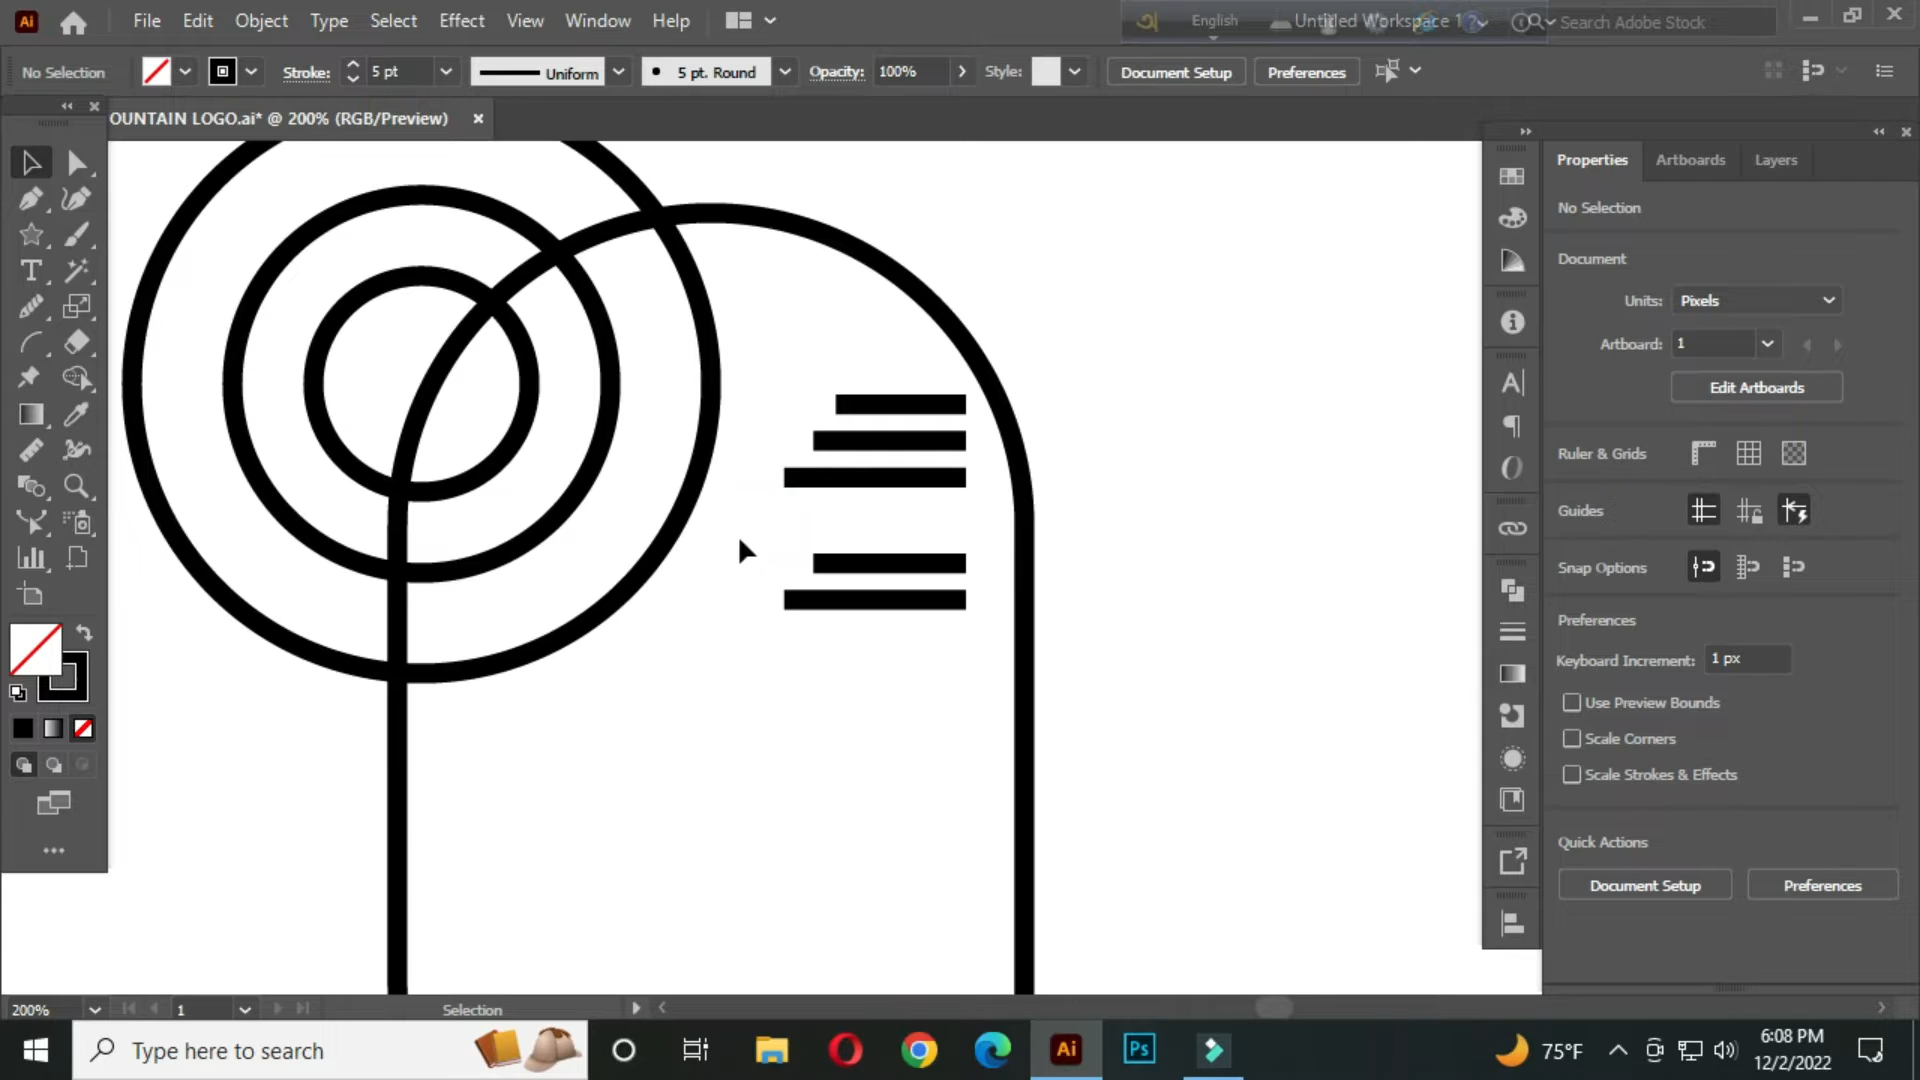 Ai File Edit Object Type Select Effect View Window Help English Untitled Workspace 1 Search Adobe Stock
No Selection Stroke: 5 pt Uniform 5 pt. Round Opacity: 100% Style: Document Setup Preferences
OUNTAIN LOGO.ai* @ 200% (RGB/Preview) ×
Properties Artboards Layers
No Selection
Document
Units: Pixels
Artboard: 1
Edit Artboards
Ruler & Grids
Guides
Snap Options
Preferences
Keyboard Increment: 1 px
Use Preview Bounds
Scale Corners
Scale Strokes & Effects
Quick Actions
Document Setup Preferences
200% 1 Selection
Type here to search Ai Ps 75°F 6:08 PM
12/2/2022